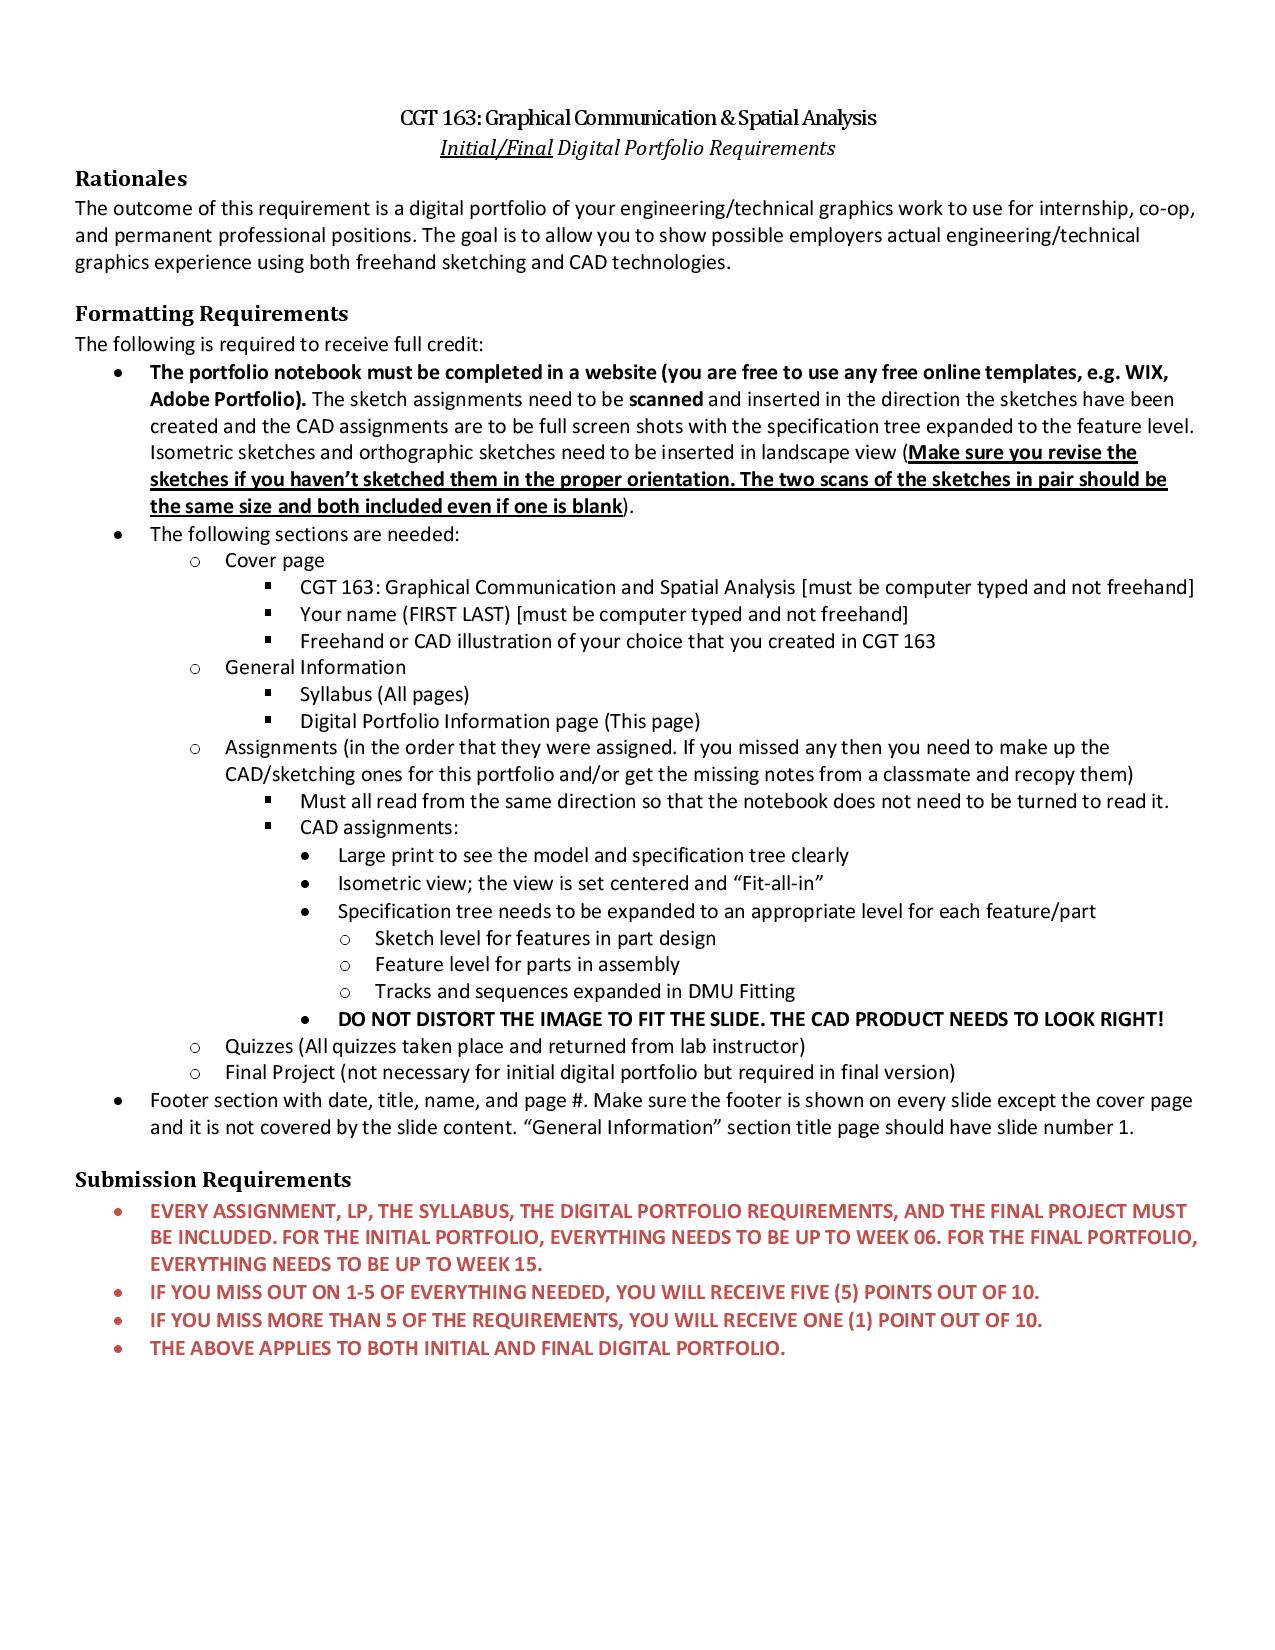 CGT 163: Graphical Communication & Spatial Analysis
Initial/Final Digital Portfolio Requirements
Rationales
The outcome of this requirement is a digital portfolio of your engineering/technical graphics work to use for internship, co-op,
and permanent professional positions. The goal is to allow you to show possible employers actual engineering/technical
graphics experience using both freehand sketching and CAD technologies.
Formatting Requirements
The following is required to receive full credit:
• The portfolio notebook must be completed in a website (you are free to use any free online templates, e.g. WIX,
Adobe Portfolio). The sketch assignments need to be scanned and inserted in the direction the sketches have been
created and the CAD assignments are to be full screen shots with the specification tree expanded to the feature level.
Isometric sketches and orthographic sketches need to be inserted in landscape view (Make sure you revise the
sketches if you haven’t sketched them in the proper orientation. The two scans of the sketches in pair should be
the same size and both included even if one is blank).
• The following sections are needed:
○ Cover page
▪ CGT 163: Graphical Communication and Spatial Analysis [must be computer typed and not freehand]
▪ Your name (FIRST LAST) [must be computer typed and not freehand]
▪ Freehand or CAD illustration of your choice that you created in CGT 163
○ General Information
▪ Syllabus (All pages)
▪ Digital Portfolio Information page (This page)
○ Assignments (in the order that they were assigned. If you missed any then you need to make up the
CAD/sketching ones for this portfolio and/or get the missing notes from a classmate and recopy them)
▪ Must all read from the same direction so that the notebook does not need to be turned to read it.
▪ CAD assignments:
• Large print to see the model and specification tree clearly
• Isometric view; the view is set centered and “Fit-all-in”
• Specification tree needs to be expanded to an appropriate level for each feature/part
○ Sketch level for features in part design
○ Feature level for parts in assembly
○ Tracks and sequences expanded in DMU Fitting
• DO NOT DISTORT THE IMAGE TO FIT THE SLIDE. THE CAD PRODUCT NEEDS TO LOOK RIGHT!
○ Quizzes (All quizzes taken place and returned from lab instructor)
○ Final Project (not necessary for initial digital portfolio but required in final version)
• Footer section with date, title, name, and page #. Make sure the footer is shown on every slide except the cover page
and it is not covered by the slide content. “General Information” section title page should have slide number 1.
Submission Requirements
• EVERY ASSIGNMENT, LP, THE SYLLABUS, THE DIGITAL PORTFOLIO REQUIREMENTS, AND THE FINAL PROJECT MUST
BE INCLUDED. FOR THE INITIAL PORTFOLIO, EVERYTHING NEEDS TO BE UP TO WEEK 06. FOR THE FINAL PORTFOLIO,
EVERYTHING NEEDS TO BE UP TO WEEK 15.
• IF YOU MISS OUT ON 1-5 OF EVERYTHING NEEDED, YOU WILL RECEIVE FIVE (5) POINTS OUT OF 10.
• IF YOU MISS MORE THAN 5 OF THE REQUIREMENTS, YOU WILL RECEIVE ONE (1) POINT OUT OF 10.
• THE ABOVE APPLIES TO BOTH INITIAL AND FINAL DIGITAL PORTFOLIO.